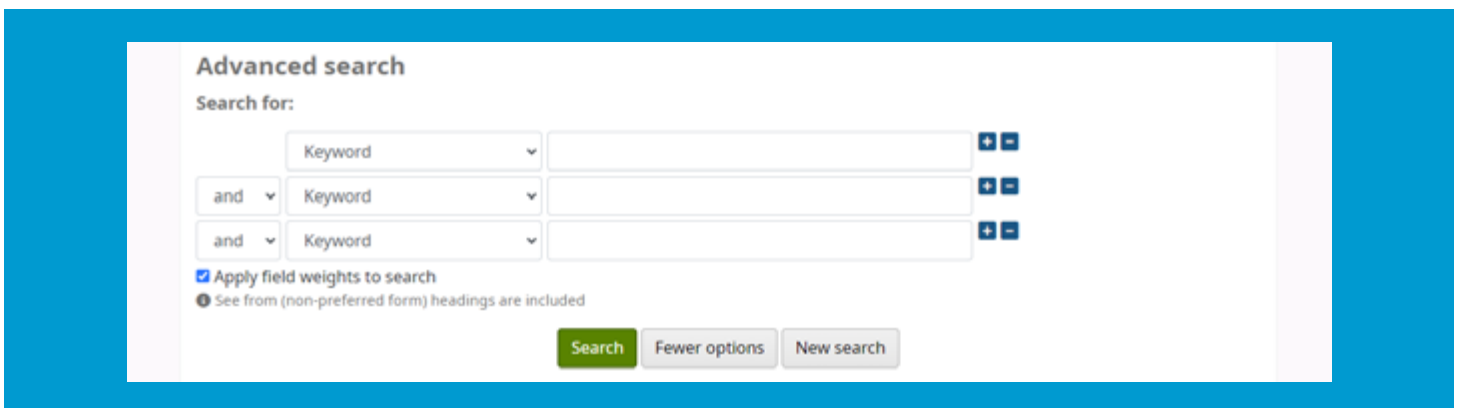 Advanced search
Search for:
Keyword
and Keyword
and Keyword
Apply field weights to search
See from (non-preferred form) headings are included
Search Fewer options New search